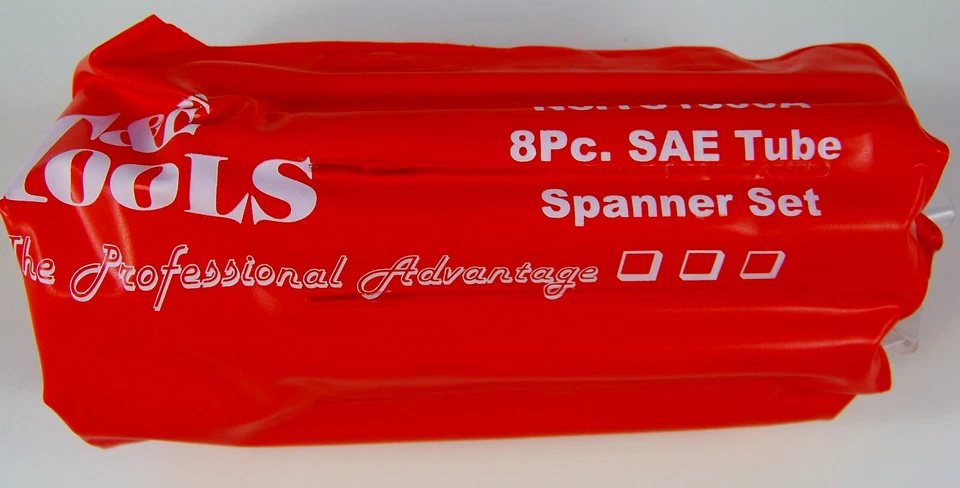 T&E
TOOLS
8Pc. SAE Tube
Spanner Set
The Professional Advantage